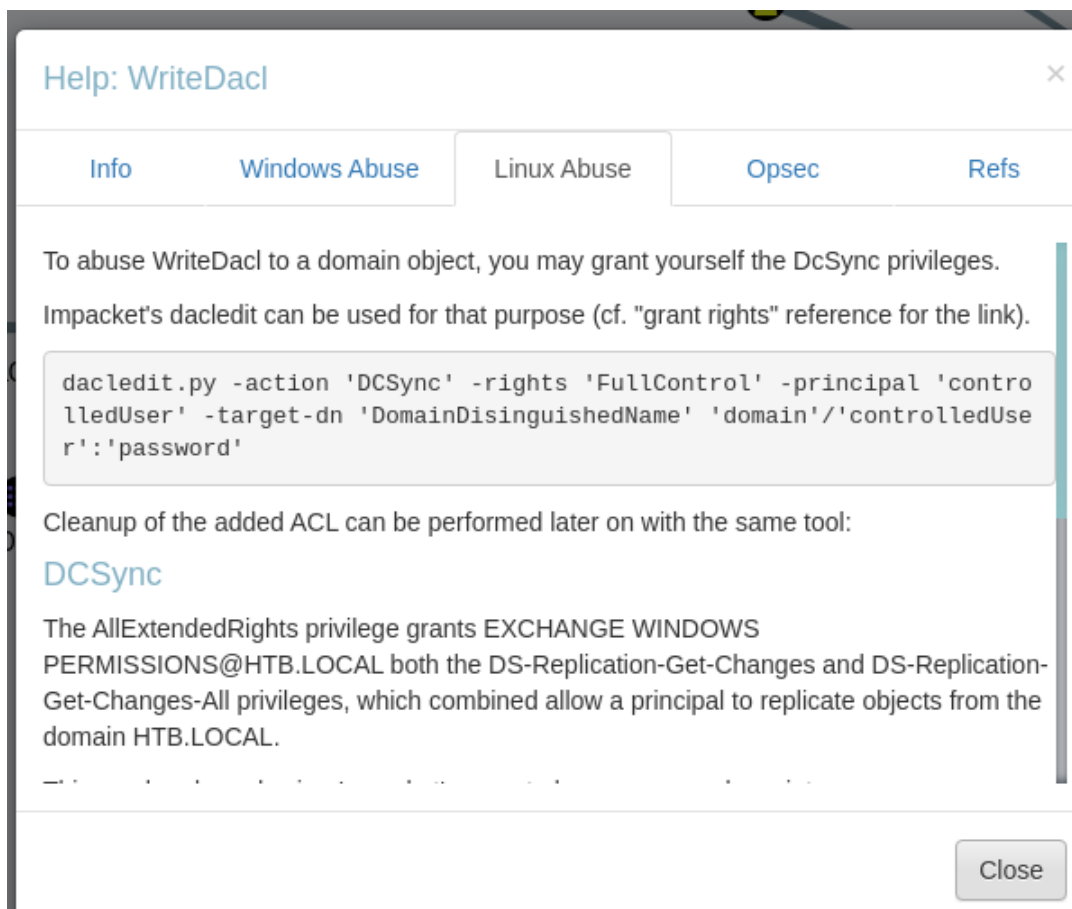 Help: WriteDacl
×
Info
Windows Abuse
Linux Abuse
Opsec
Refs
To abuse WriteDacl to a domain object, you may grant yourself the DcSync privileges.
Impacket's dacledit can be used for that purpose (cf. "grant rights" reference for the link).
dacledit.py -action 'DCSync' -rights 'FullControl' -principal 'contro
lledUser' -target-dn 'DomainDisinguishedName' 'domain'/'controlledUse
r':'password'
Cleanup of the added ACL can be performed later on with the same tool:
DCSync
The AllExtendedRights privilege grants EXCHANGE WINDOWS
PERMISSIONS@HTB.LOCAL both the DS-Replication-Get-Changes and DS-Replication-
Get-Changes-All privileges, which combined allow a principal to replicate objects from the
domain HTB.LOCAL.
Close